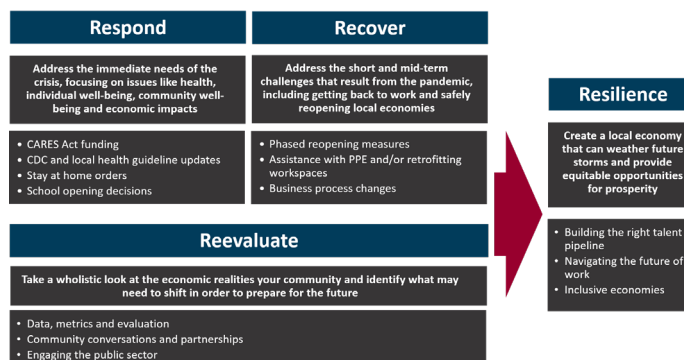 Respond
Address the immediate needs of the
crisis, focusing on issues like health,
individual well-being, community well-
being and economic impacts
• CARES Act funding
• CDC and local health guideline updates
• Stay at home orders
• School opening decisions
Recover
Address the short and mid-term
challenges that result from the pandemic,
including getting back to work and safely
reopening local economies
• Phased reopening measures
• Assistance with PPE and/or retrofitting
workspaces
• Business process changes
Reevaluate
Take a wholistic look at the economic realities your community and identify what may
need to shift in order to prepare for the future
• Data, metrics and evaluation
• Community conversations and partnerships
• Engaging the public sector
Resilience
Create a local economy
that can weather future
storms and provide
equitable opportunities
for prosperity
• Building the right talent
pipeline
• Navigating the future of
work
• Inclusive economies